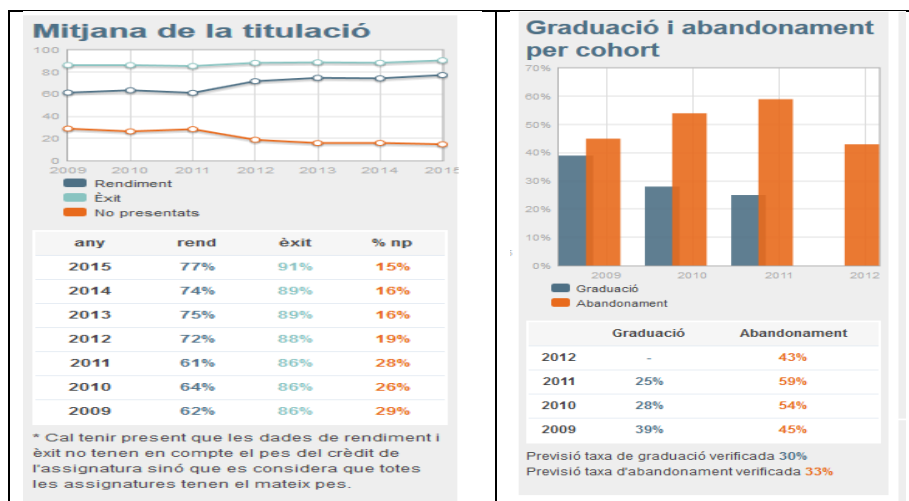 Mitjana de la titulació
100
80
60
40
20
0
2009 2010 2011 2012 2013 2014 2015
Rendiment
Èxit
No presentats
any rend èxit % np
2015 77% 91% 15%
2014 74% 89% 16%
2013 75% 89% 16%
2012 72% 88% 19%
2011 61% 86% 28%
2010 64% 86% 26%
2009 62% 86% 29%
* Cal tenir present que les dades de rendiment i
èxit no tenen en compte el pes del crèdit de
l'assignatura sinó que es considera que totes
les assignatures tenen el mateix pes.
Graduació i abandonament
per cohort
70%
60%
50%
40%
30%
20%
10%
0%
2009 2010 2011 2012
Graduació
Abandonament
Graduació Abandonament
2012 - 43%
2011 25% 59%
2010 28% 54%
2009 39% 45%
Previsió taxa de graduació verificada 30%
Previsió taxa d'abandonament verificada 33%